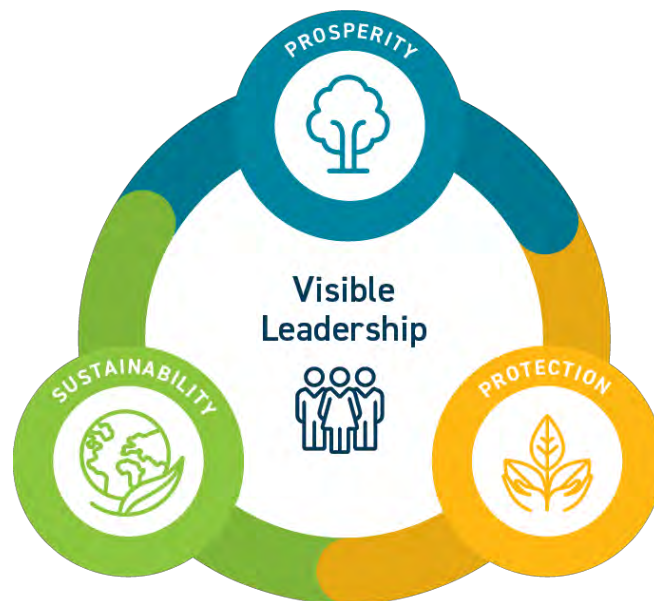 PROSPERITY
Visible
Leadership
SUSTAINABILITY
PROTECTION